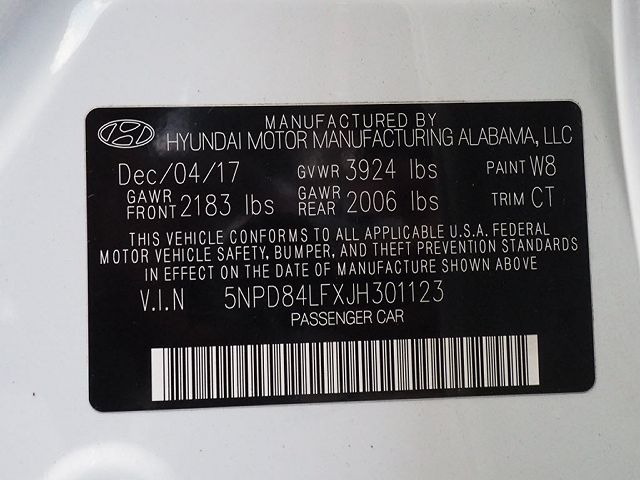 MANUFACTURED BY
HYUNDAI MOTOR MANUFACTURING ALABAMA, LLC
Dec/04/17 GVWR 3924 lbs PAINT W8
GAWR FRONT 2183 lbs GAWR REAR 2006 lbs TRIM CT
THIS VEHICLE CONFORMS TO ALL APPLICABLE U.S.A. FEDERAL
MOTOR VEHICLE SAFETY, BUMPER, AND THEFT PREVENTION STANDARDS
IN EFFECT ON THE DATE OF MANUFACTURE SHOWN ABOVE
V.I.N 5NPD84LFXJH301123
PASSENGER CAR